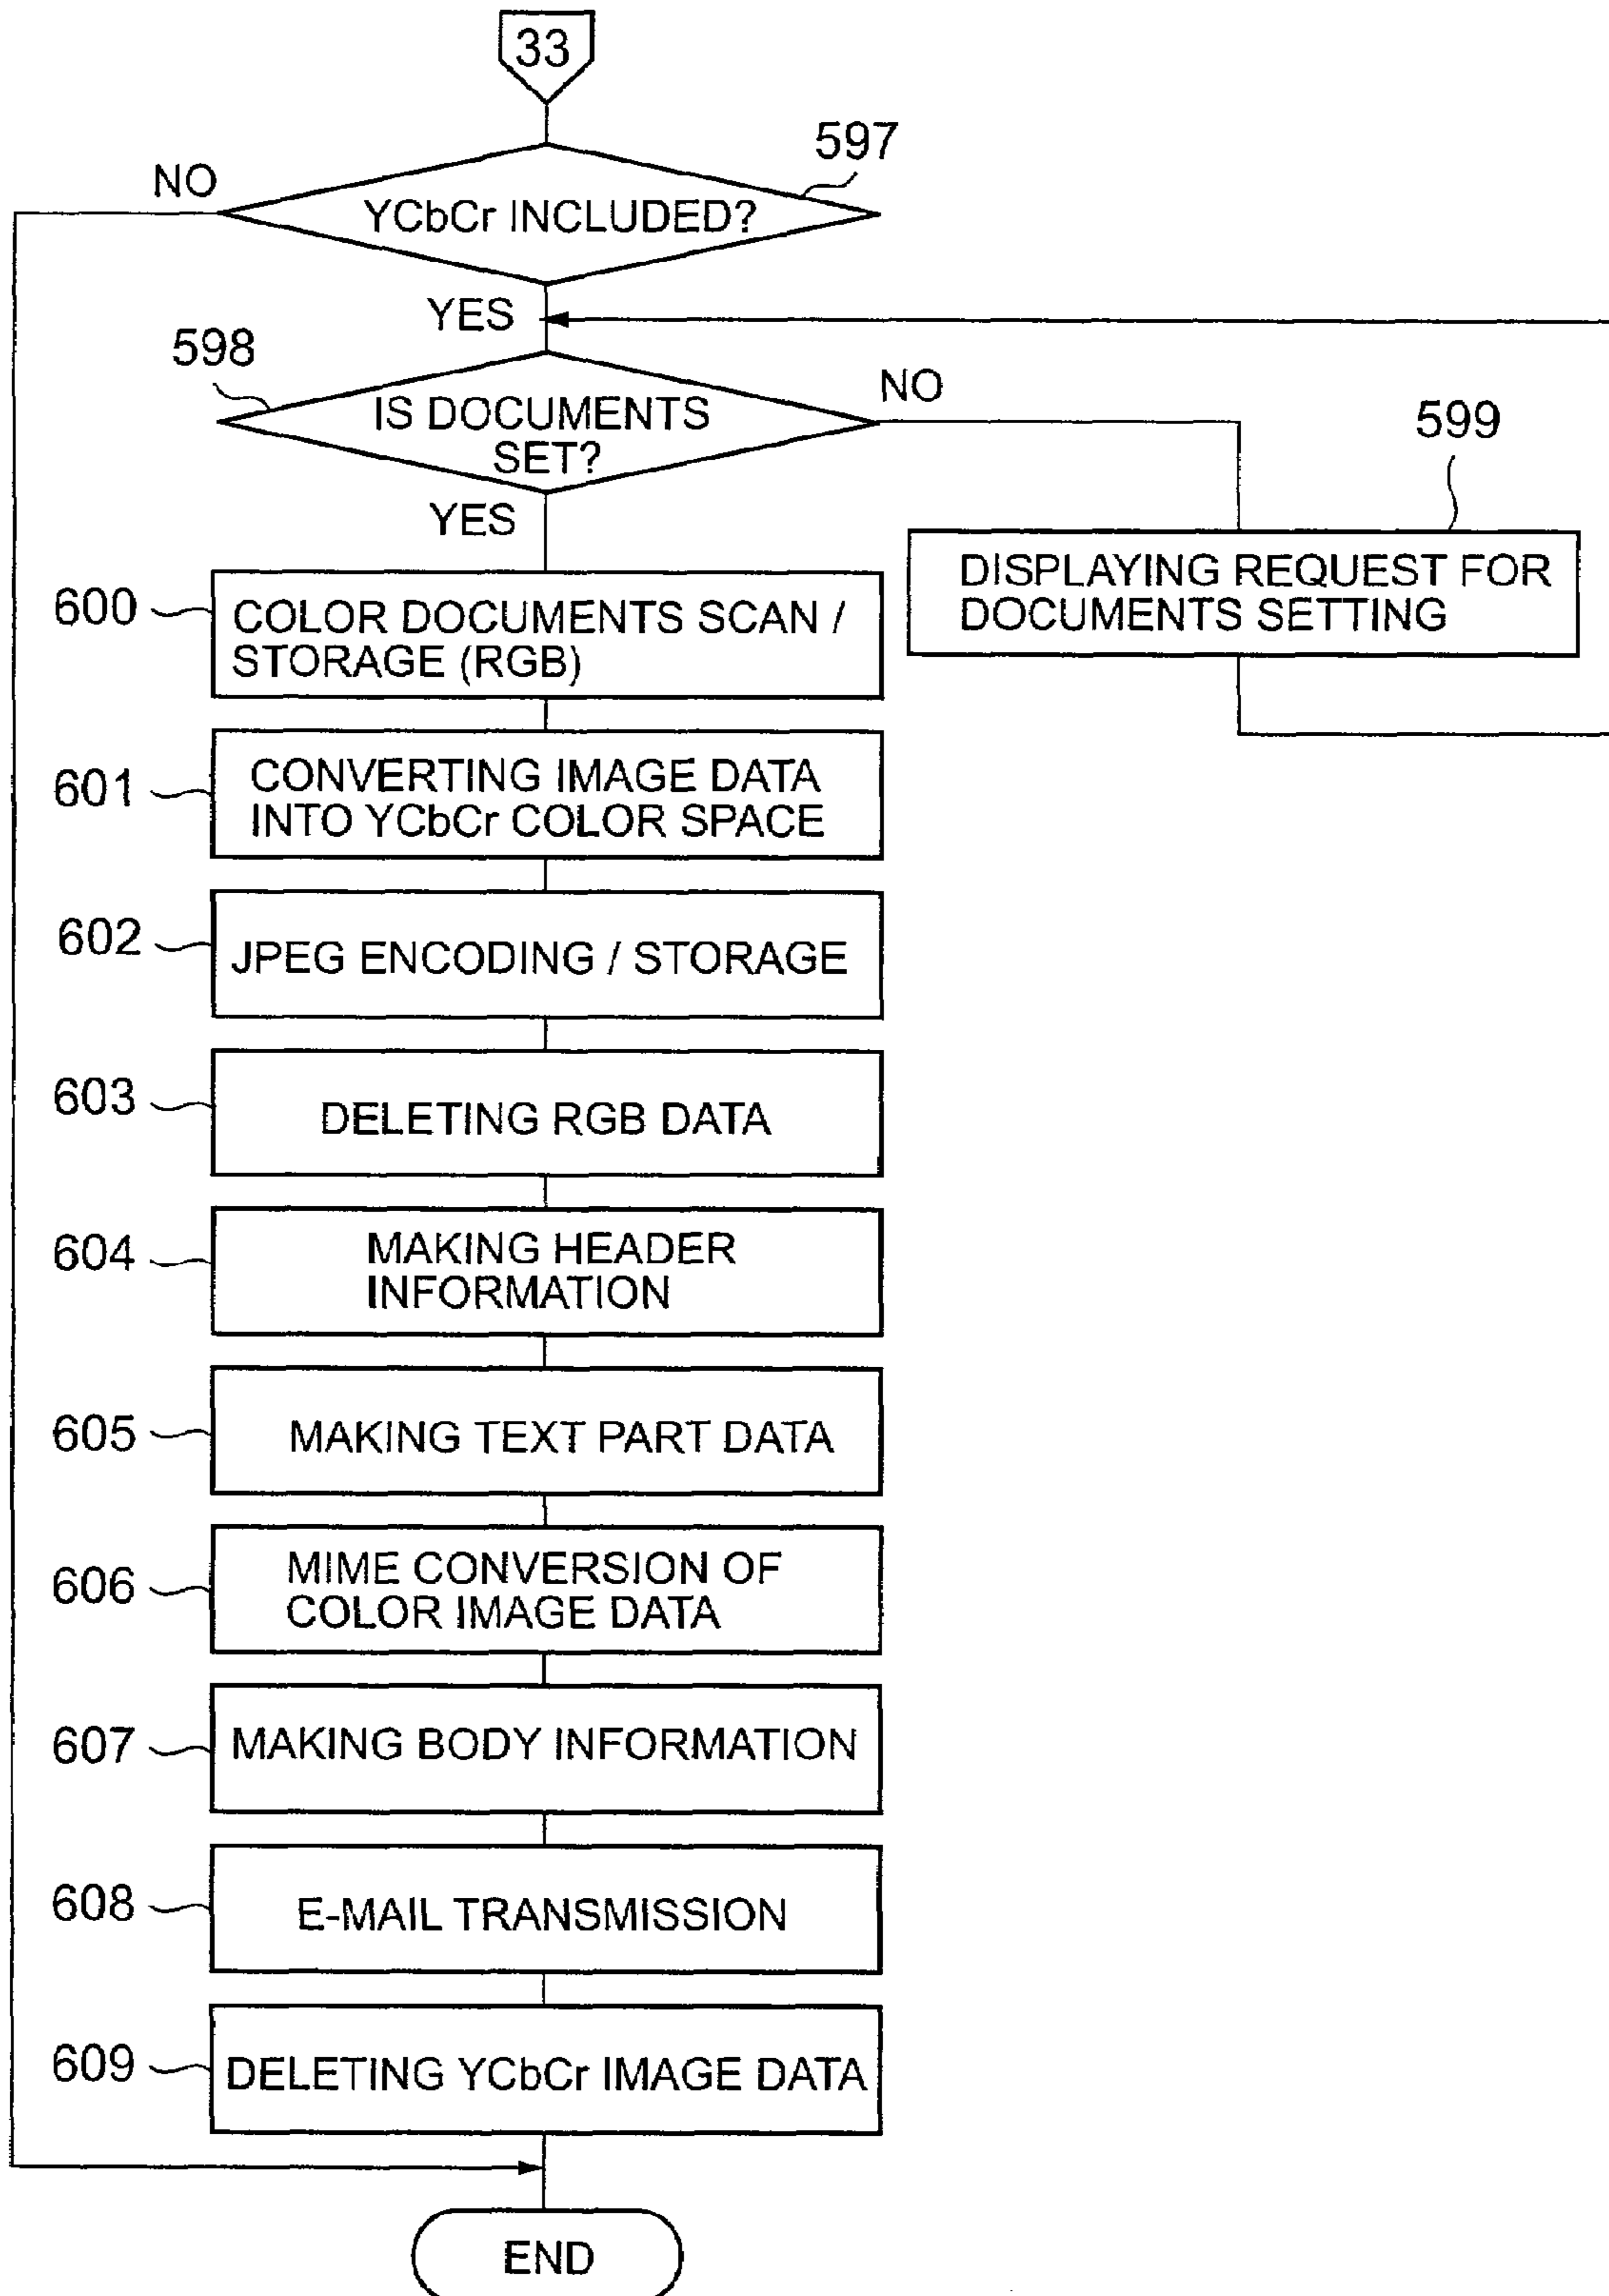 33
597
NO
YCbCr INCLUDED?
YES
598
NO
IS DOCUMENTS
SET?
599
YES
DISPLAYING REQUEST FOR
DOCUMENTS SETTING
600
COLOR DOCUMENTS SCAN /
STORAGE (RGB)
601
CONVERTING IMAGE DATA
INTO YCbCr COLOR SPACE
602
JPEG ENCODING / STORAGE
603
DELETING RGB DATA
604
MAKING HEADER
INFORMATION
605
MAKING TEXT PART DATA
606
MIME CONVERSION OF
COLOR IMAGE DATA
607
MAKING BODY INFORMATION
608
E-MAIL TRANSMISSION
609
DELETING YCbCr IMAGE DATA
END